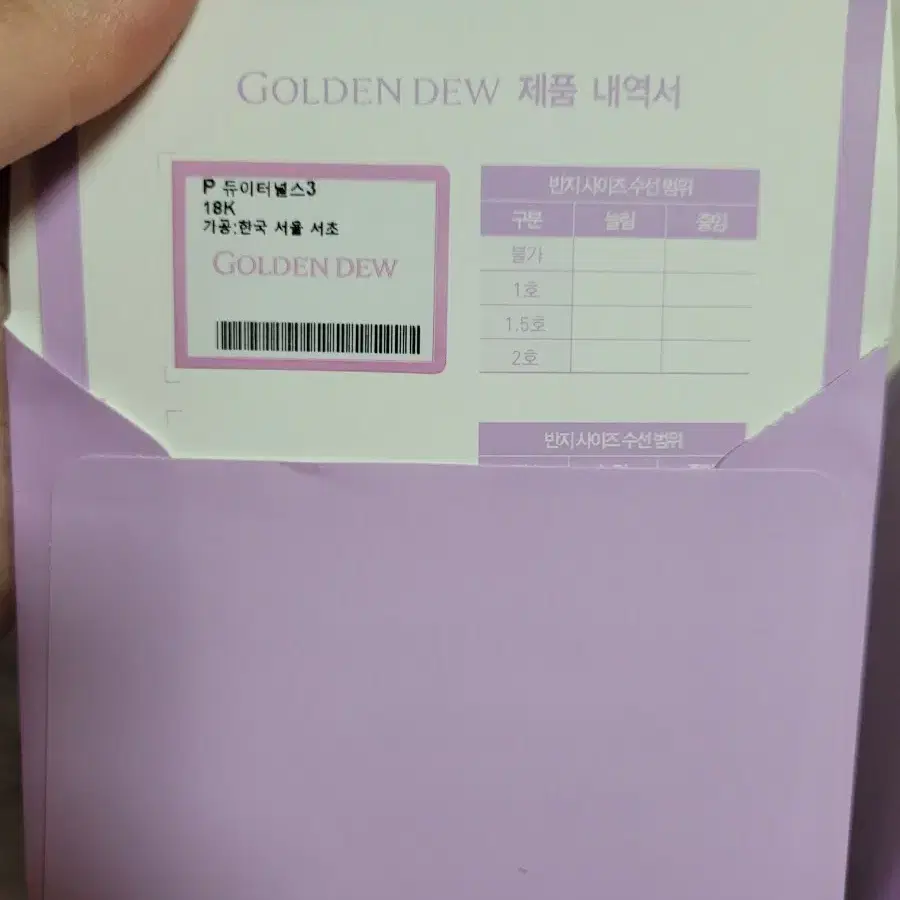 GOLDEN DEW 제품 내역서
P 듀이터널스3
18K
가공:한국 서울 서초
GOLDEN DEW
반지 사이즈 수선 범위
구분 늘림 줄임
불가
1호
1.5호
2호
반지 사이즈 수선 범위